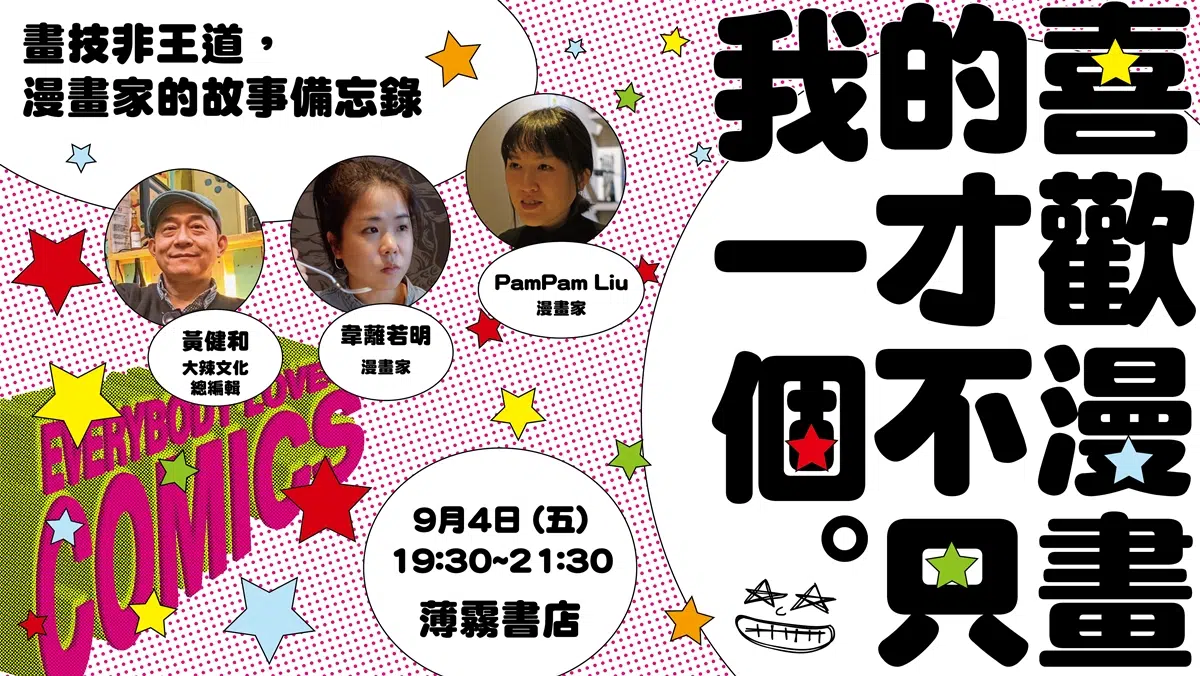 畫技非王道，
漫畫家的故事備忘錄
喜歡漫畫
的才不只
我一個。
黃健和
大辣文化
總編輯
韋蘺若明
漫畫家
PamPam Liu
漫畫家
EVERYBODY LOVES
COMICS
9月4日 (五)
19:30~21:30
薄霧書店